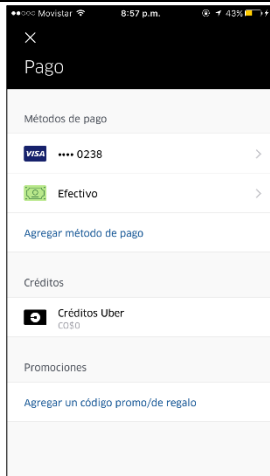 Movistar 8:57 p.m. 43%
Pago
Métodos de pago
VISA •••• 0238
Efectivo
Agregar método de pago
Créditos
Créditos Uber
CO$0
Promociones
Agregar un código promo/de regalo